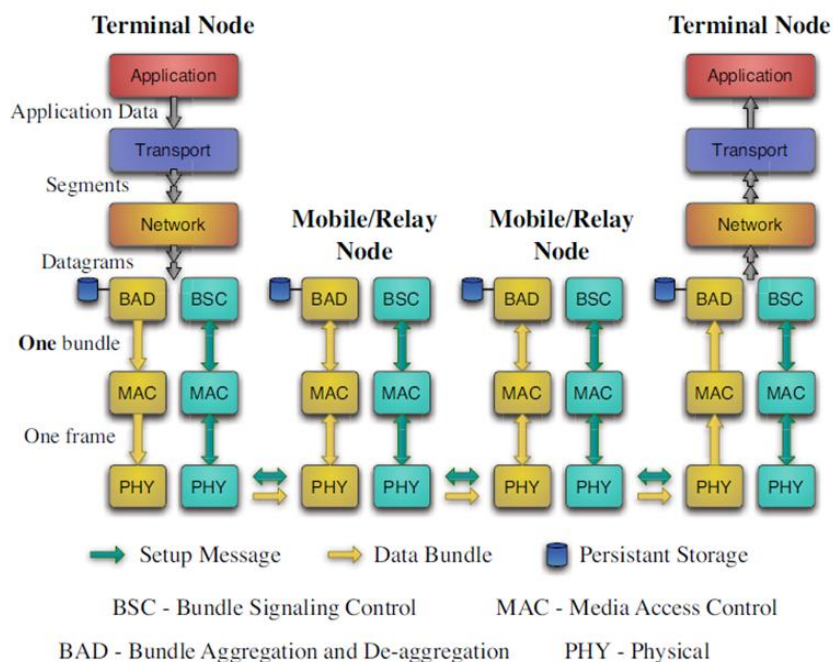 Terminal Node Terminal Node
Application Application
Application Data
Transport Transport
Segments
Network Network
Mobile/Relay Node Mobile/Relay Node
Datagrams
BAD BSC BAD BSC BAD BSC BAD BSC
One bundle
MAC MAC MAC MAC MAC MAC MAC MAC
One frame
PHY PHY PHY PHY PHY PHY PHY PHY
Setup Message Data Bundle Persistant Storage
BSC - Bundle Signaling Control MAC - Media Access Control
BAD - Bundle Aggregation and De-aggregation PHY - Physical